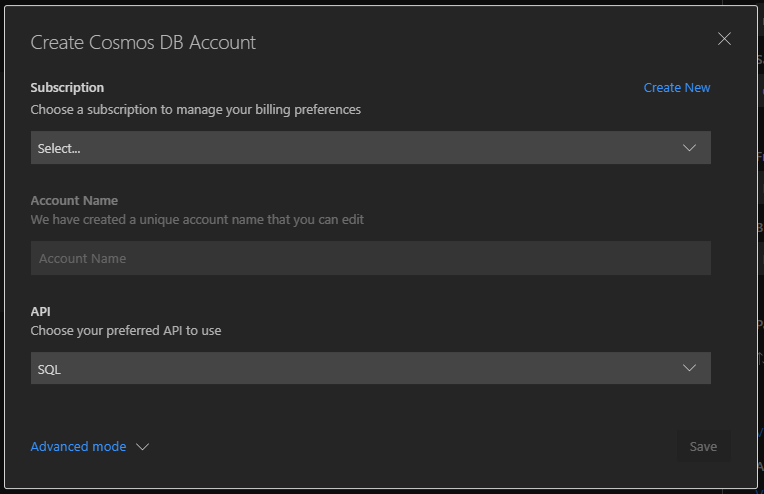 Create Cosmos DB Account
Subscription
Create New
Choose a subscription to manage your billing preferences
Select...
Account Name
We have created a unique account name that you can edit
Account Name
API
Choose your preferred API to use
SQL
Advanced mode
Save